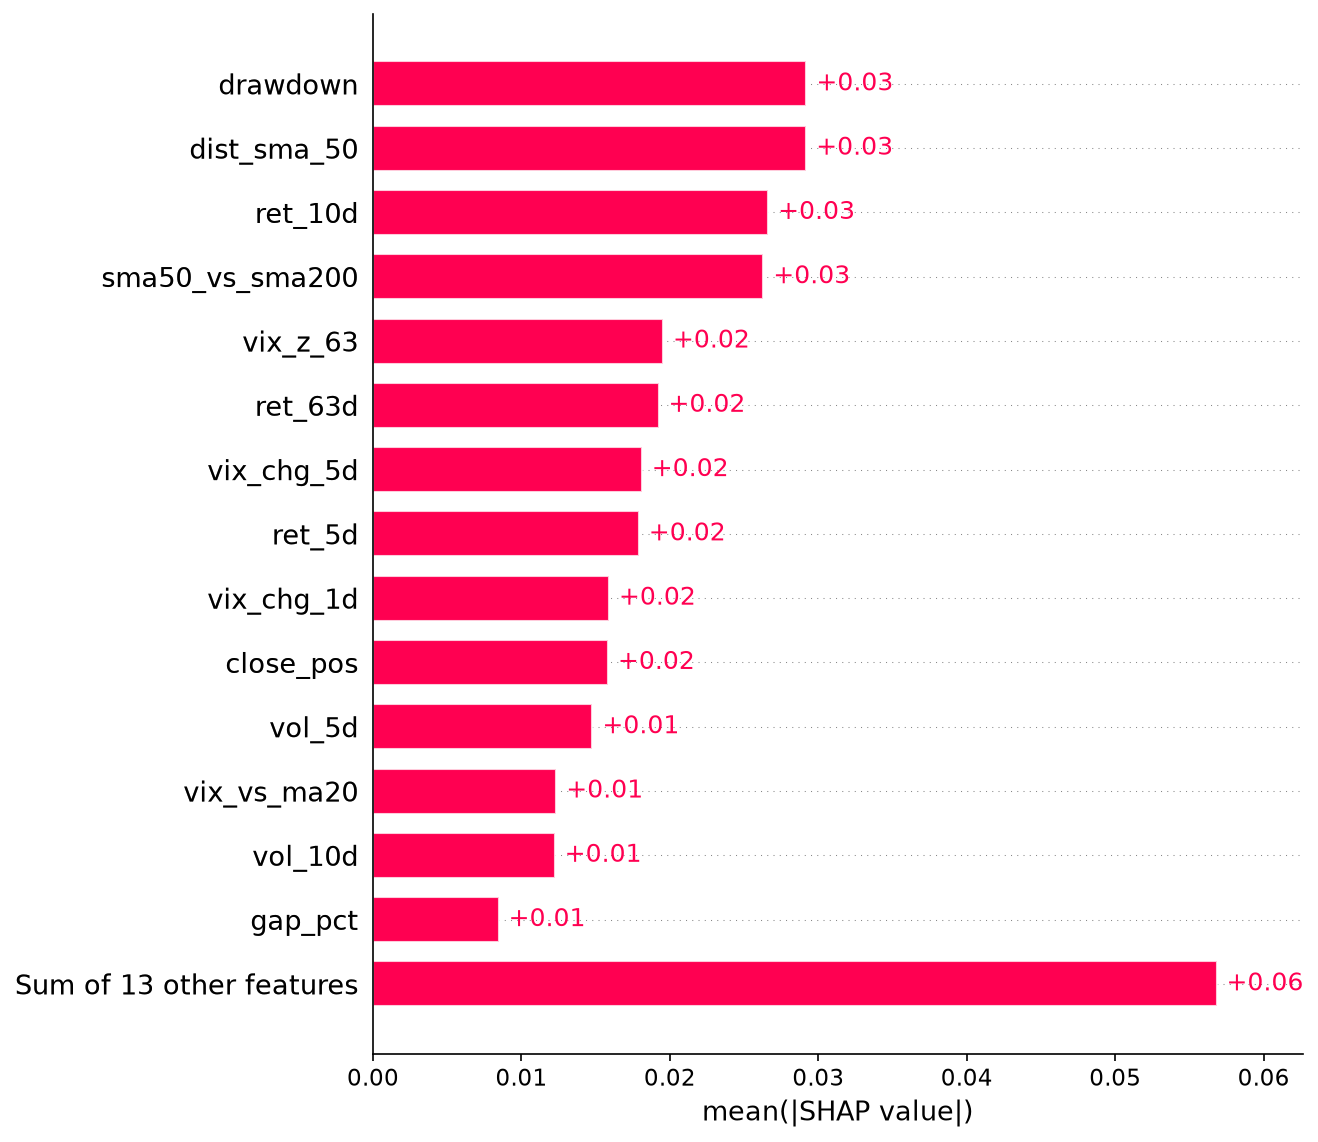 drawdown +0.03
dist_sma_50 +0.03
ret_10d +0.03
sma50_vs_sma200 +0.03
vix_z_63 +0.02
ret_63d +0.02
vix_chg_5d +0.02
ret_5d +0.02
vix_chg_1d +0.02
close_pos +0.02
vol_5d +0.01
vix_vs_ma20 +0.01
vol_10d +0.01
gap_pct +0.01
Sum of 13 other features +0.06
0.00 0.01 0.02 0.03 0.04 0.05 0.06
mean(|SHAP value|)